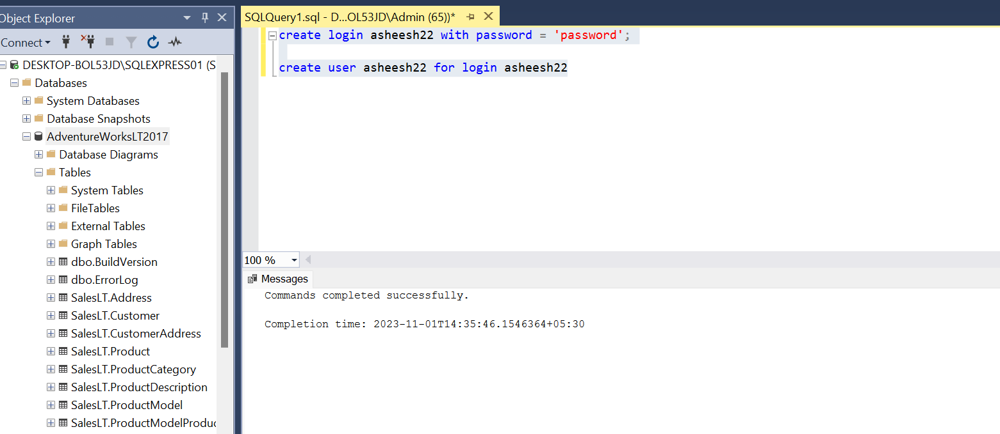 Object Explorer
Connect
DESKTOP-BOL53JD\SQLEXPRESS01 (S
Databases
System Databases
Database Snapshots
AdventureWorksLT2017
Database Diagrams
Tables
System Tables
FileTables
External Tables
Graph Tables
dbo.BuildVersion
dbo.ErrorLog
SalesLT.Address
SalesLT.Customer
SalesLT.CustomerAddress
SalesLT.Product
SalesLT.ProductCategory
SalesLT.ProductDescription
SalesLT.ProductModel
SalesLT.ProductModelProduc
SQLQuery1.sql - D...OL53JD\Admin (65))*
create login asheesh22 with password = 'password';
create user asheesh22 for login asheesh22
100 %
Messages
Commands completed successfully.
Completion time: 2023-11-01T14:35:46.1546364+05:30